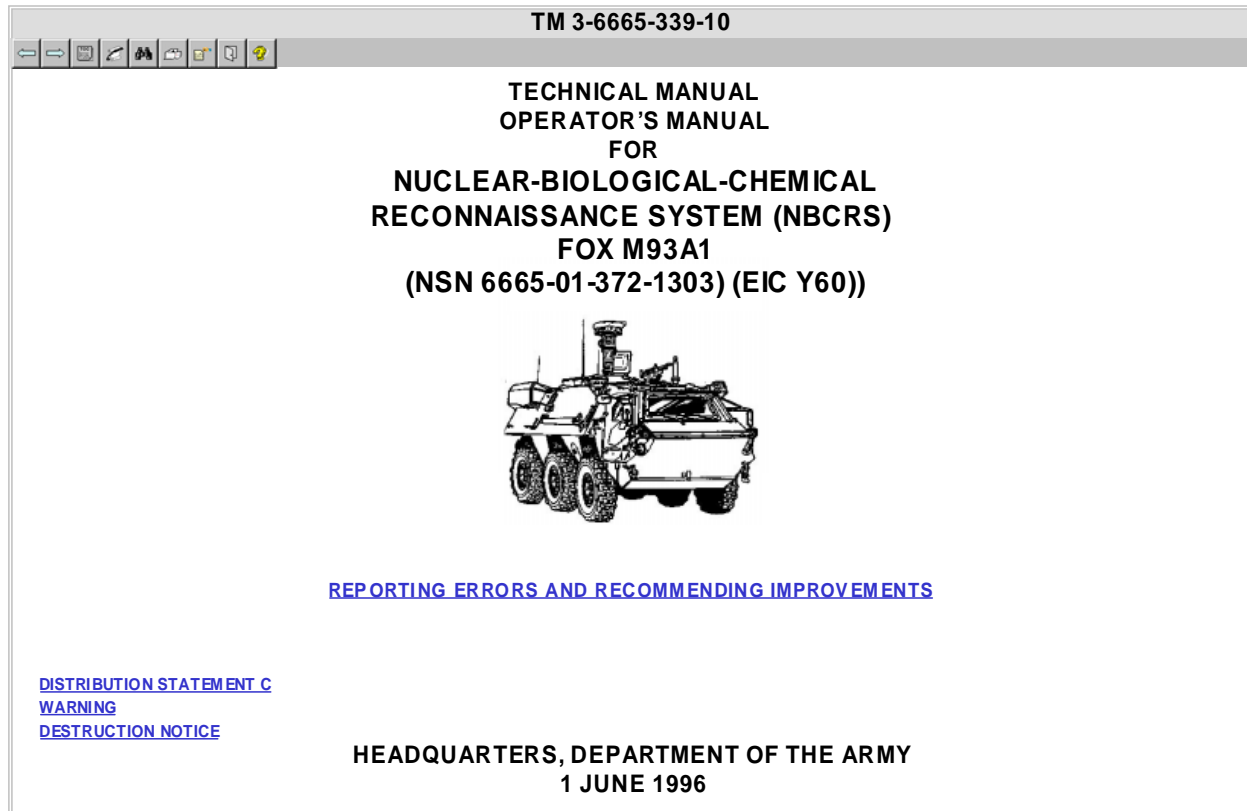 TM 3-6665-339-10
TECHNICAL MANUAL
OPERATOR'S MANUAL
FOR
NUCLEAR-BIOLOGICAL-CHEMICAL
RECONNAISSANCE SYSTEM (NBCRS)
FOX M93A1
(NSN 6665-01-372-1303) (EIC Y60))
REPORTING ERRORS AND RECOMMENDING IMPROVEMENTS
DISTRIBUTION STATEMENT C
WARNING
DESTRUCTION NOTICE
HEADQUARTERS, DEPARTMENT OF THE ARMY
1 JUNE 1996